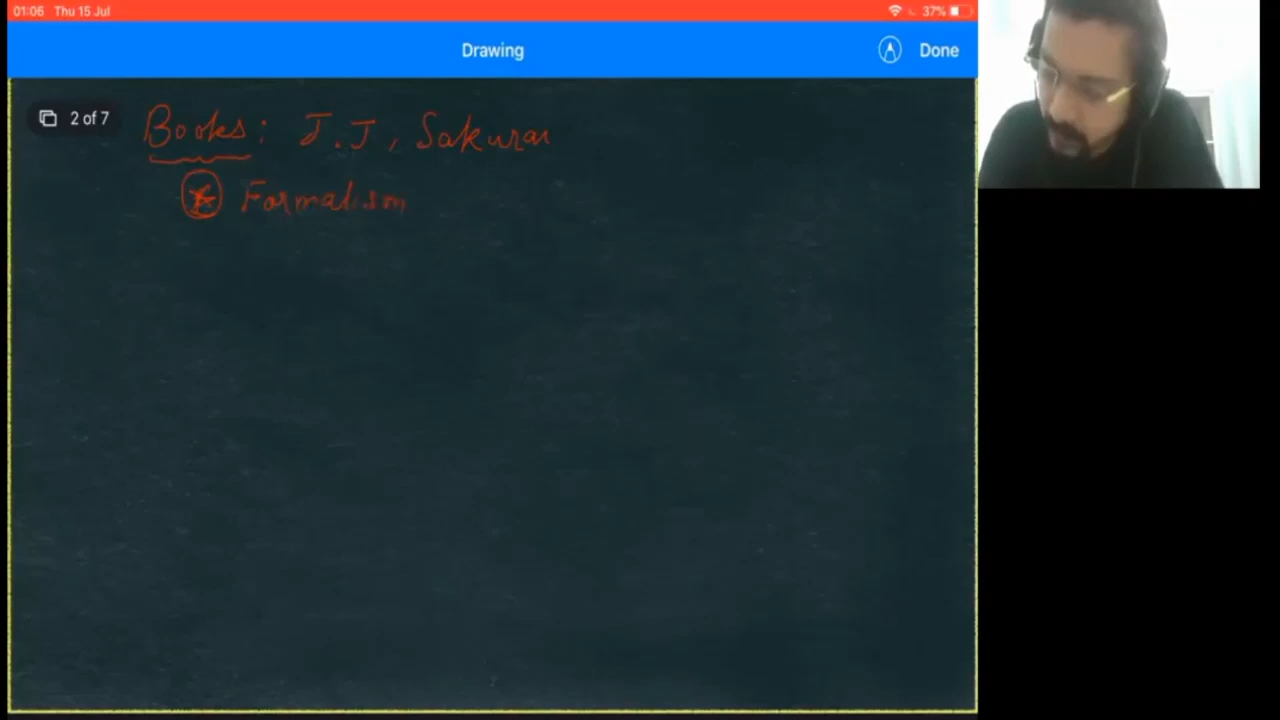 01:06 Thu 15 Jul 37%
Drawing Done
2 of 7
Books: J.J, Sakurai
Formalism